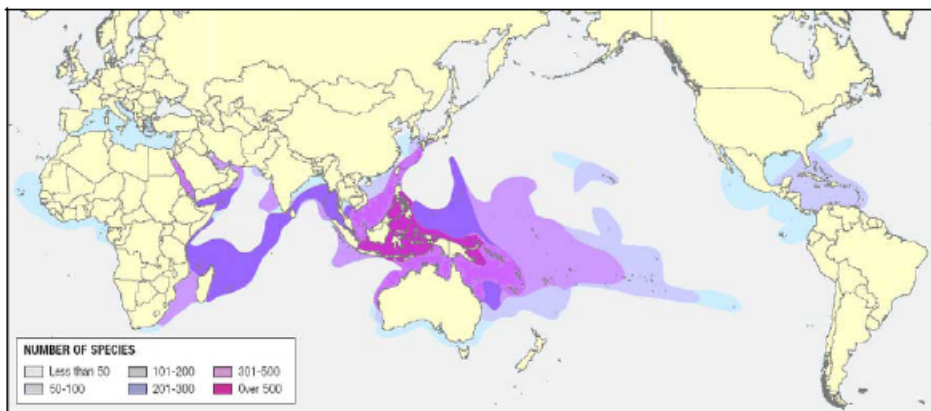 NUMBER OF SPECIES
Less than 50
101-200
301-500
50-100
201-300
Over 500